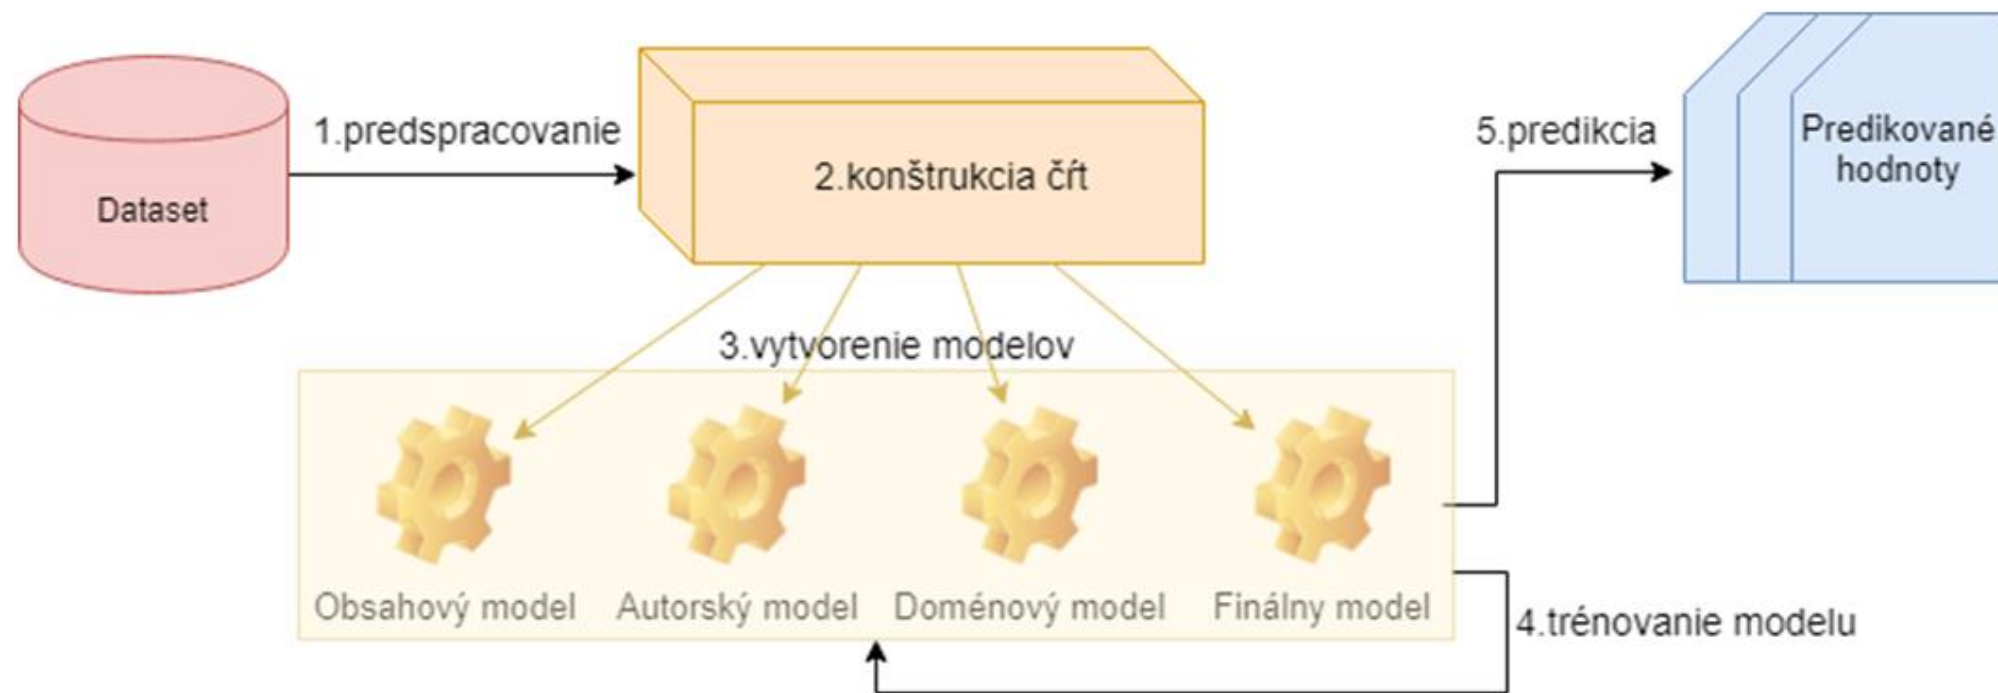 Dataset
1.predspracovanie
2.konštrukcia čŕt
3.vytvorenie modelov
Obsahový model
Autorský model
Doménový model
Finálny model
4.trénovanie modelu
5.predikcia
Predikované
hodnoty